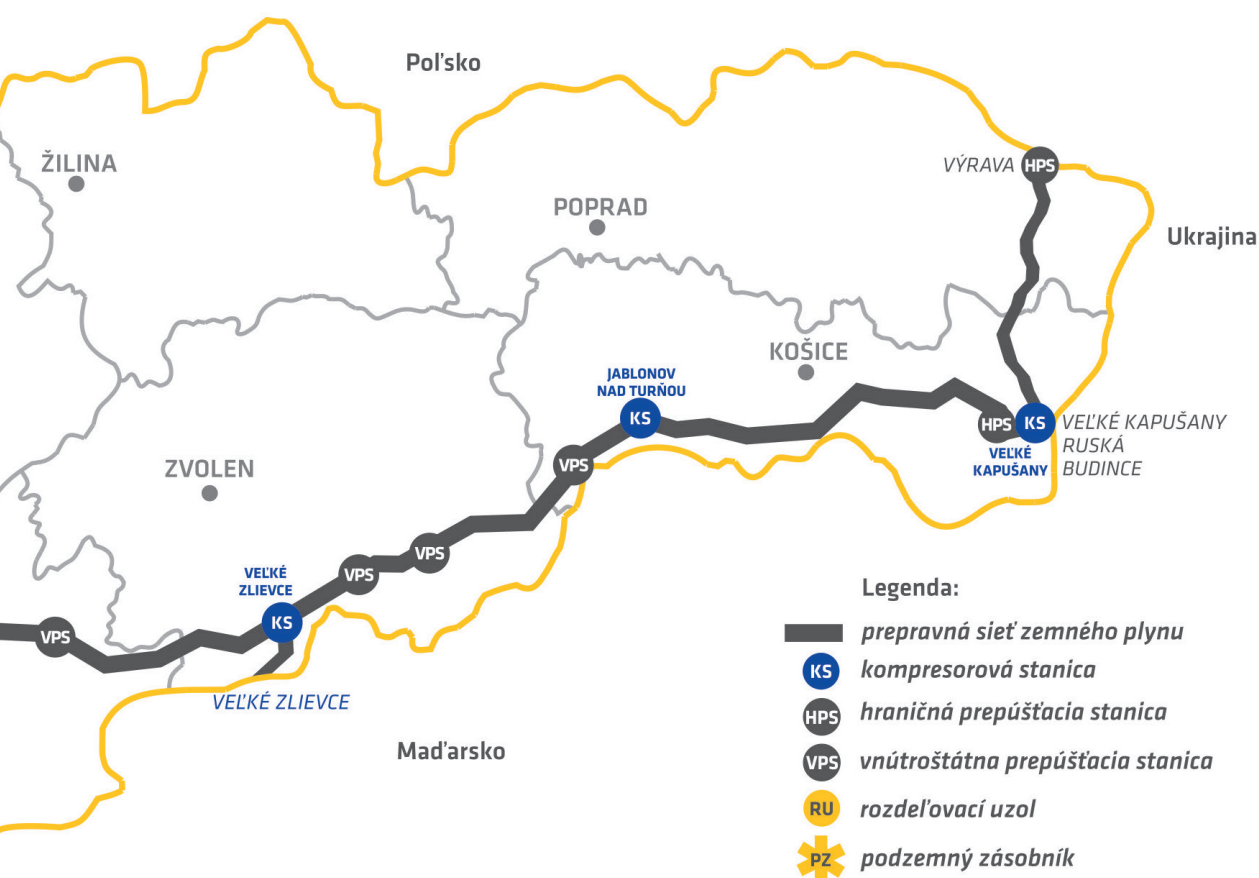 Poľsko
ŽILINA
VÝRAVA
HPS
POPRAD
Ukrajina
KOŠICE
JABLONOV
NAD TURŇOU
KS
HPS
KS
VEĽKÉ KAPUŠANY
RUSKÁ
BUDINCE
VEĽKÉ
KAPUŠANY
VPS
ZVOLEN
VPS
VPS
VEĽKÉ
ZLIEVCE
KS
VPS
VEĽKÉ ZLIEVCE
Maďarsko
Legenda:
prepravná sieť zemného plynu
KS kompresorová stanica
HPS hraničná prepúšťacia stanica
VPS vnútroštátna prepúšťacia stanica
RU rozdeľovací uzol
PZ podzemný zásobník